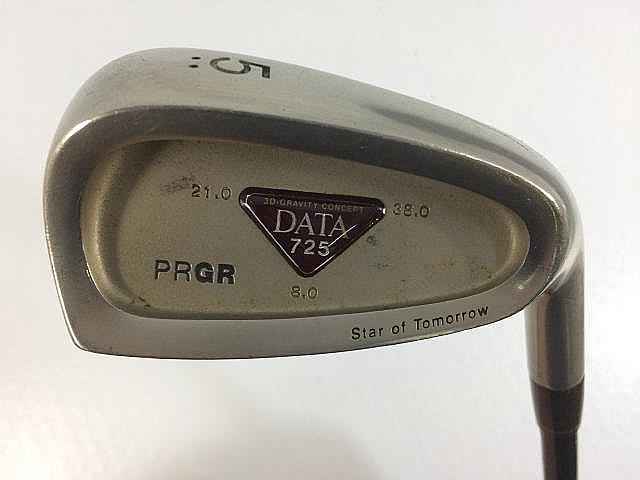 :5
21.0
3D-GRAVITY CONCEPT
38.0
DATA
725
PRGR
8.0
Star of Tomorrow